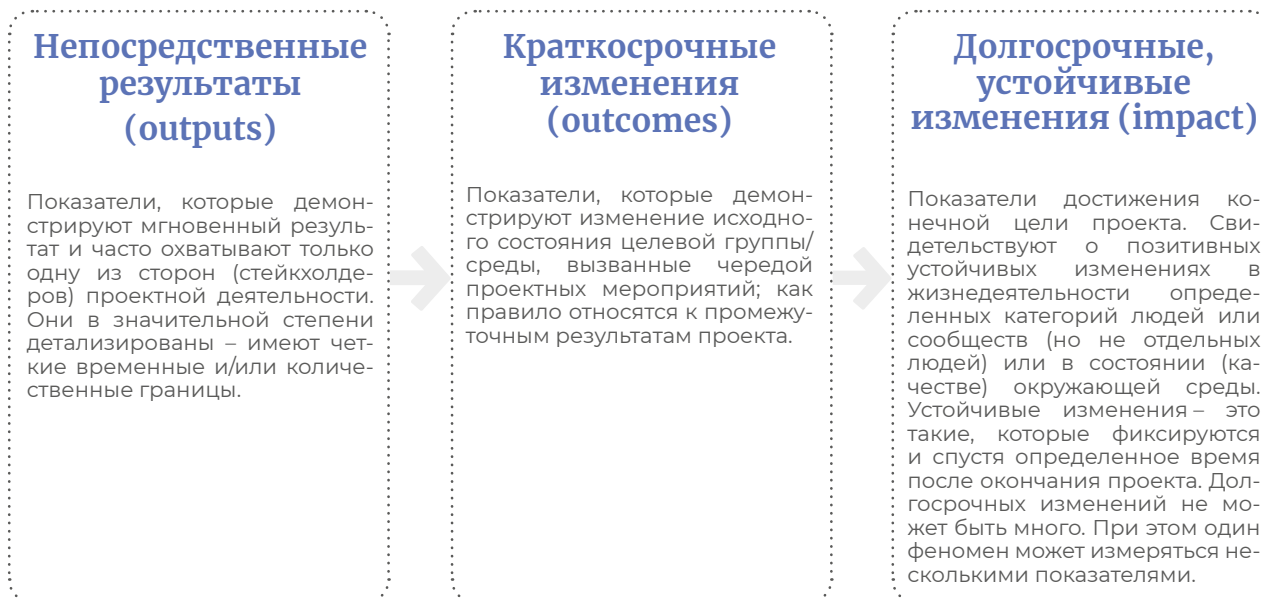 Непосредственные
результаты
(outputs)
Показатели, которые демон-
стрируют мгновенный резуль-
тат и часто охватывают только
одну из сторон (стейкхолде-
ров) проектной деятельности.
Они в значительной степени
детализированы – имеют чет-
кие временные и/или количе-
ственные границы.
Краткосрочные
изменения
(outcomes)
Показатели, которые демон-
стрируют изменение исходно-
го состояния целевой группы/
среды, вызванные чередой
проектных мероприятий; как
правило относятся к промежу-
точным результатам проекта.
Долгосрочные,
устойчивые
изменения (impact)
Показатели достижения ко-
нечной цели проекта. Сви-
детельствуют о позитивных
устойчивых изменениях в
жизнедеятельности опреде-
ленных категорий людей или
сообществ (но не отдельных
людей) или в состоянии (ка-
честве) окружающей среды.
Устойчивые изменения – это
такие, которые фиксируются
и спустя определенное время
после окончания проекта. Дол-
госрочных изменений не мо-
жет быть много. При этом один
феномен может измеряться не-
сколькими показателями.